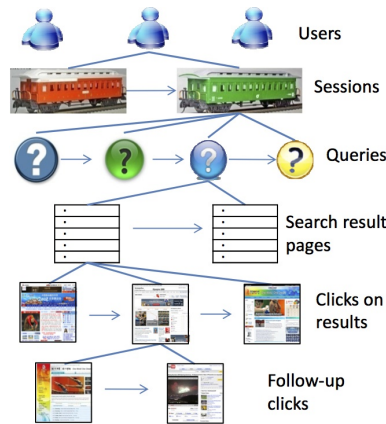 Users
Sessions
Queries
Search result
pages
Clicks on
results
Follow-up
clicks